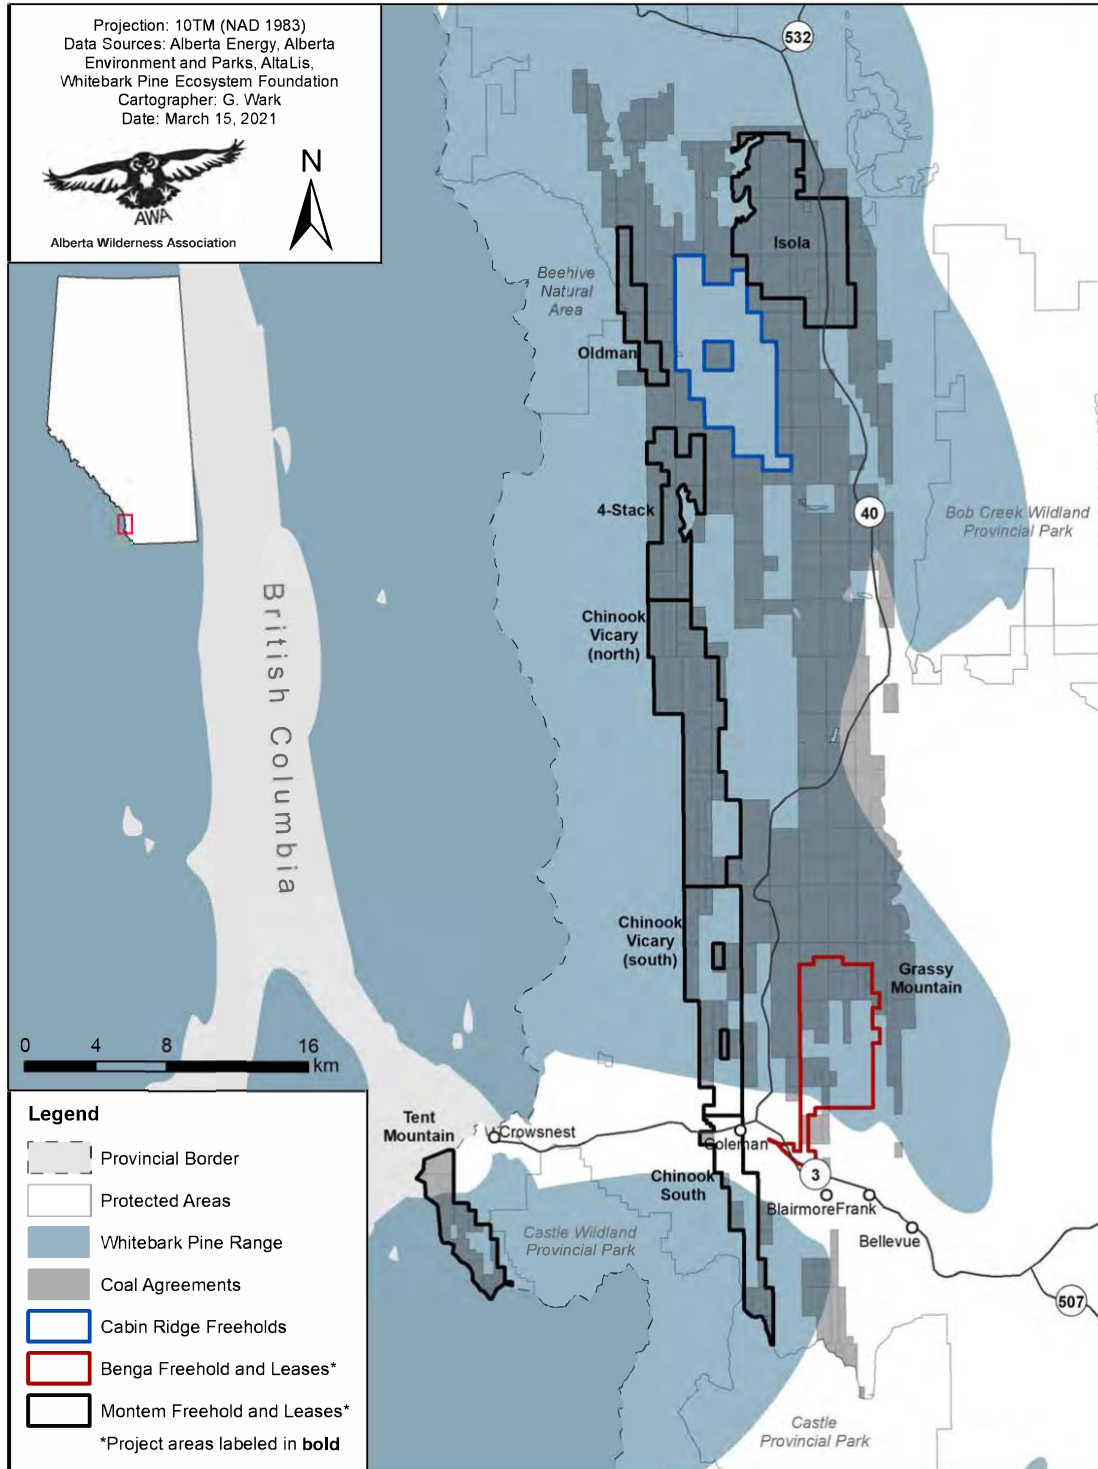 Projection: 10TM (NAD 1983)
Data Sources: Alberta Energy, Alberta
Environment and Parks, AltaLis,
Whitebark Pine Ecosystem Foundation
Cartographer: G. Wark
Date: March 15, 2021
N
AWA
Alberta Wilderness Association
532
Isola
Beehive
Natural
Area
Oldman
4-Stack
40
Bob Creek Wildland
Provincial Park
British Columbia
Chinook
Vicary
(north)
Chinook
Vicary
(south)
Grassy
Mountain
0 4 8 16
km
Tent
Mountain
Crowsnest
Coleman
3
Chinook
South
Blairmore
Frank
Bellevue
Castle Wildland
Provincial Park
507
Castle
Provincial Park
Legend
Provincial Border
Protected Areas
Whitebark Pine Range
Coal Agreements
Cabin Ridge Freeholds
Benga Freehold and Leases*
Montem Freehold and Leases*
*Project areas labeled in bold